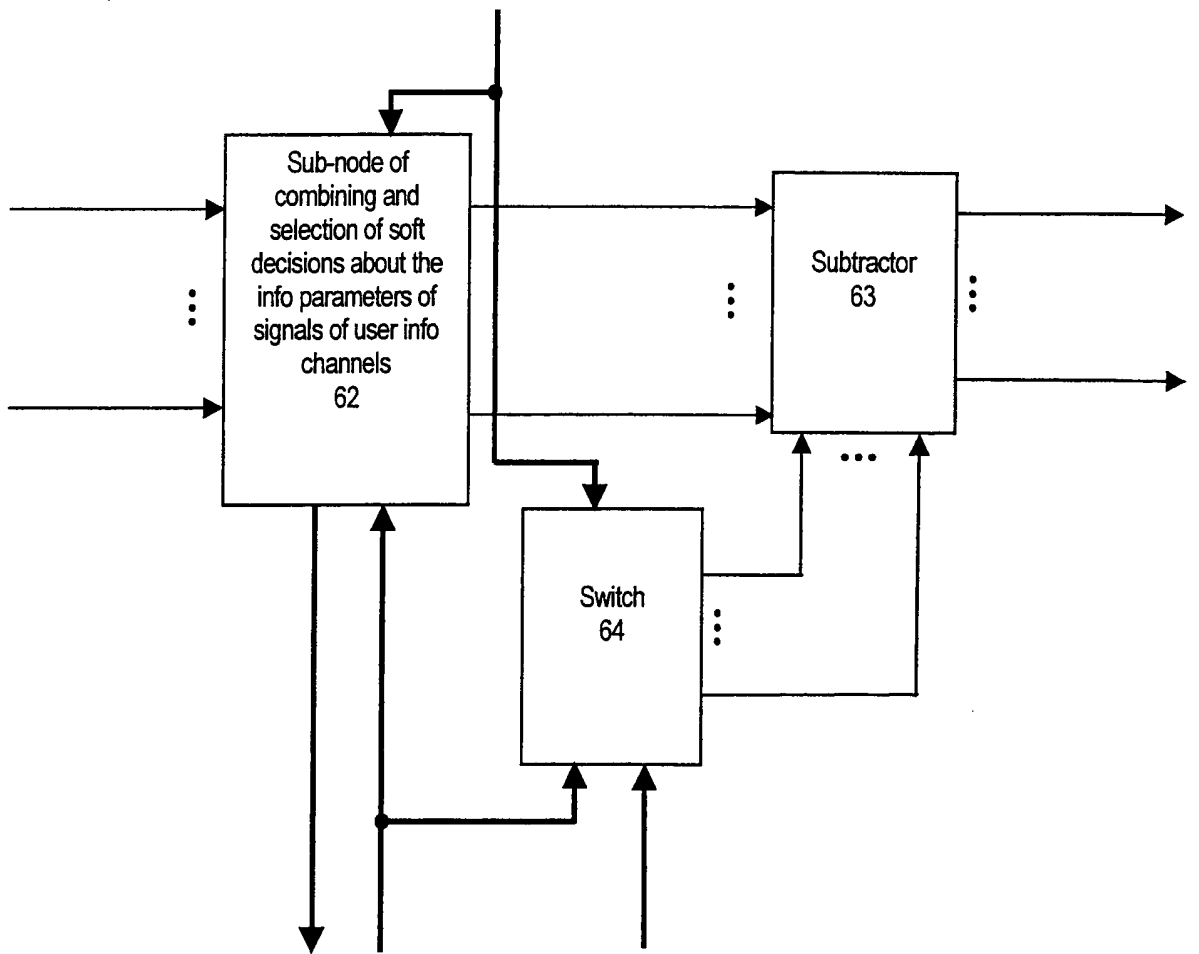 Sub-node of
combining and
selection of soft
decisions about the
info parameters of
signals of user info
channels
62
Subtractor
63
Switch
64